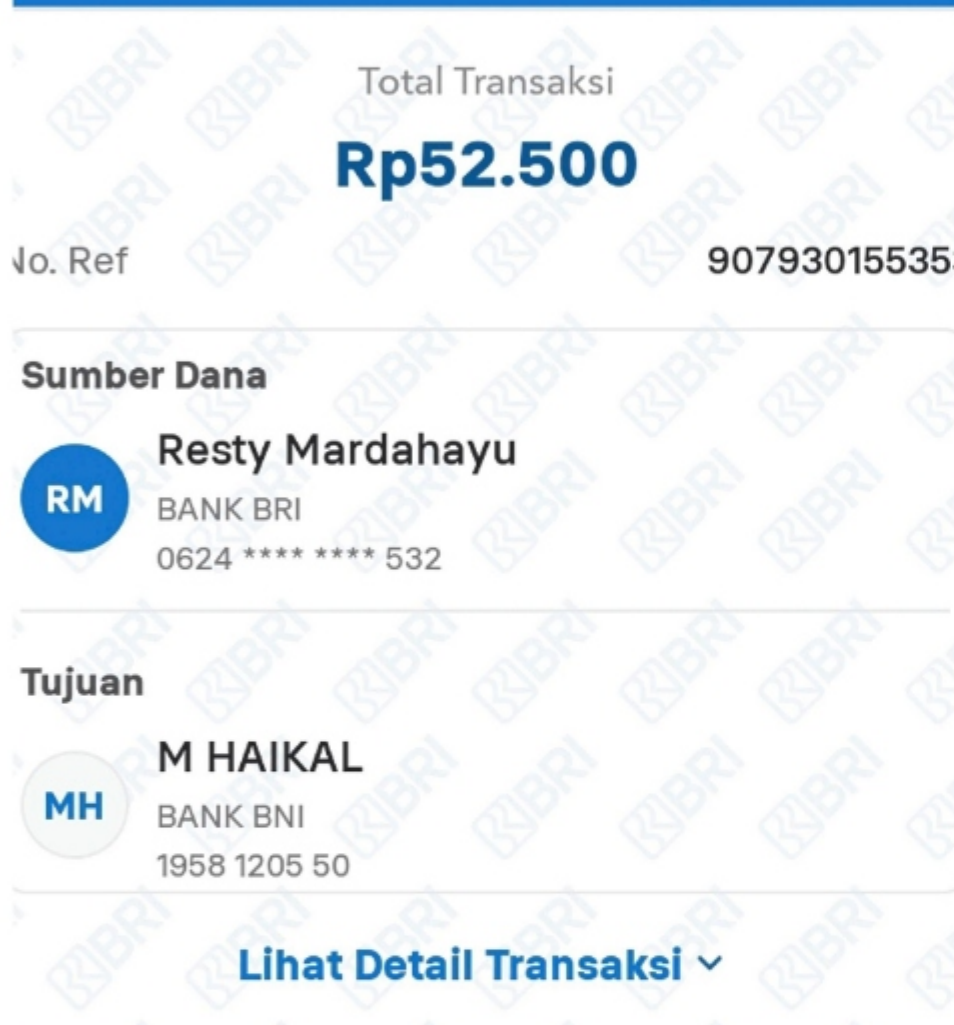 Total Transaksi
Rp52.500
No. Ref 90793015535
Sumber Dana
RM
Resty Mardahayu
BANK BRI
0624 **** **** 532
Tujuan
MH
M HAIKAL
BANK BNI
1958 1205 50
Lihat Detail Transaksi